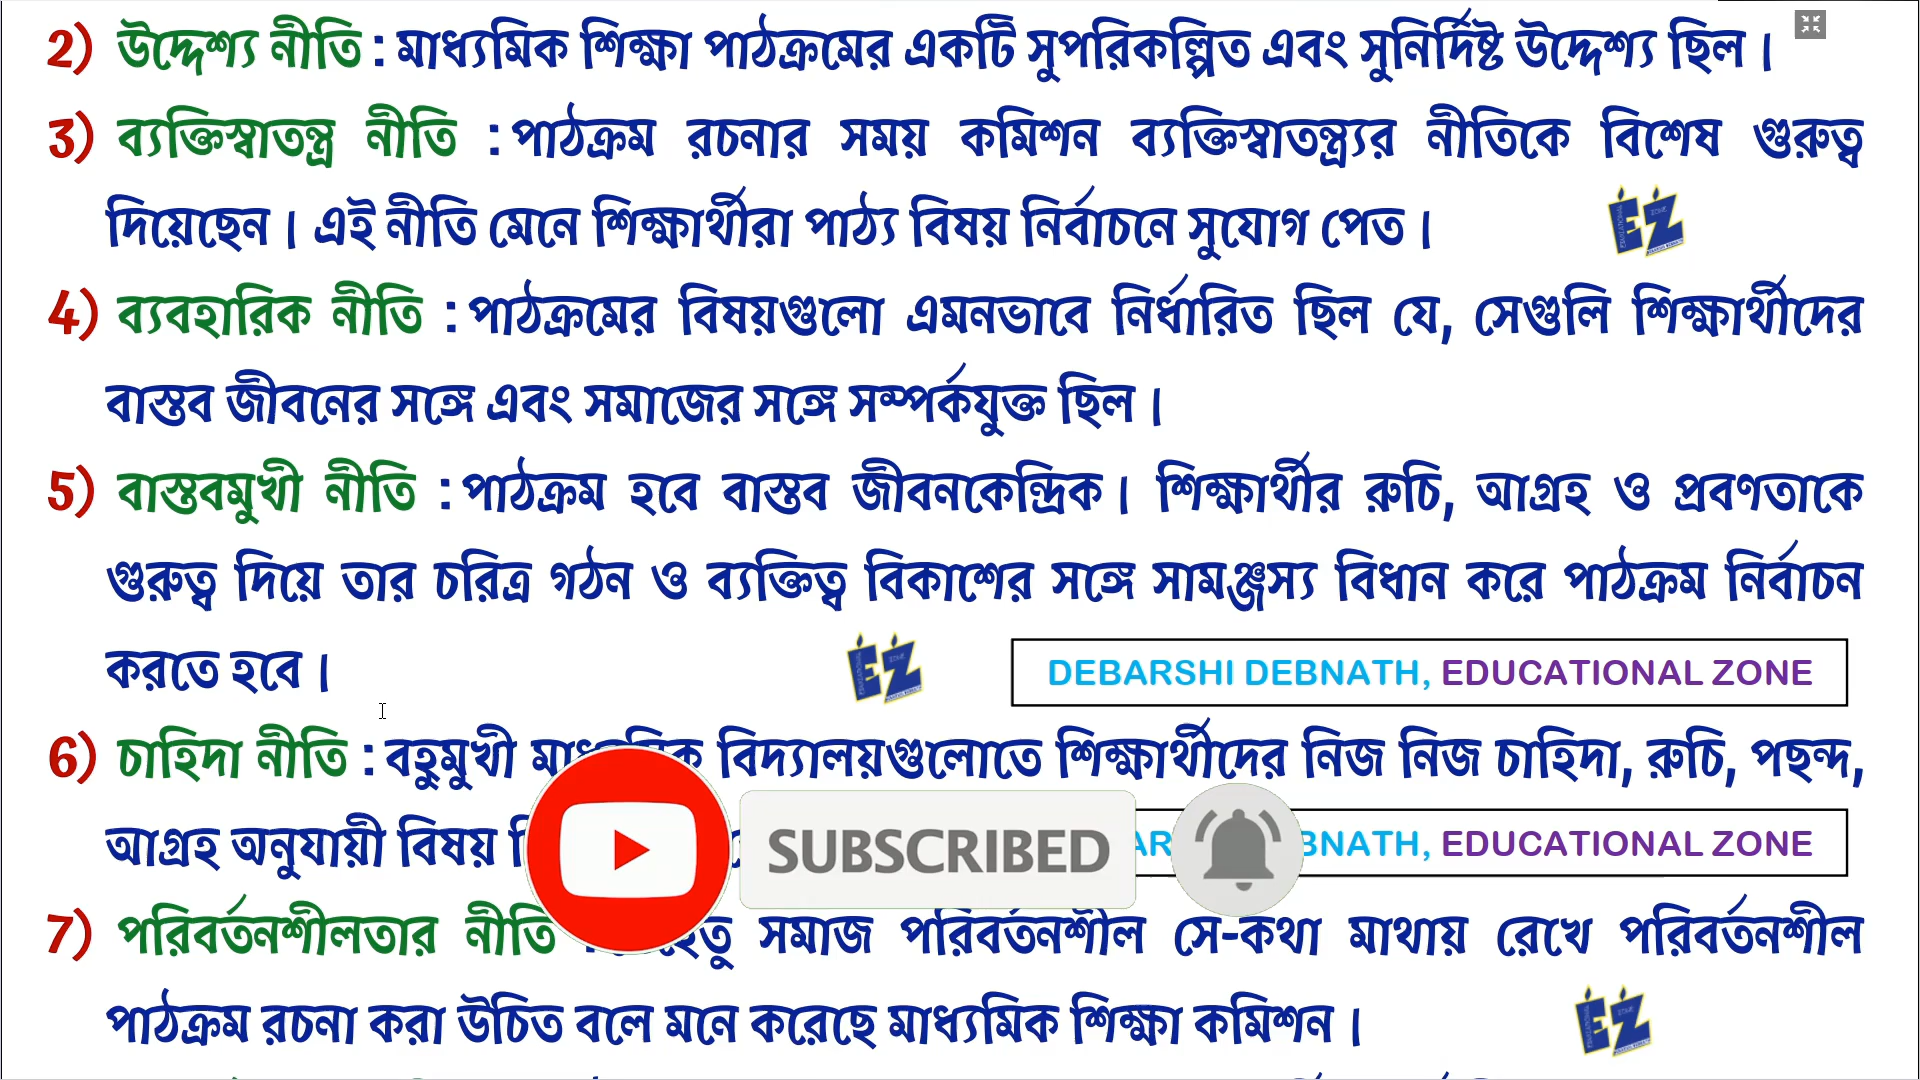 2) উদ্দেশ্য নীতি : মাধ্যমিক শিক্ষা পাঠক্রমের একটি সুপরিকল্পিত এবং সুনির্দিষ্ট উদ্দেশ্য ছিল।
3) ব্যক্তিস্বাতন্ত্র নীতি : পাঠক্রম রচনার সময় কমিশন ব্যক্তিস্বাতন্ত্র্যর নীতিকে বিশেষ গুরুত্ব
দিয়েছেন। এই নীতি মেনে শিক্ষার্থীরা পাঠ্য বিষয় নির্বাচনে সুযোগ পেত।
EZ
4) ব্যবহারিক নীতি : পাঠক্রমের বিষয়গুলো এমনভাবে নির্ধারিত ছিল যে, সেগুলি শিক্ষার্থীদের
বাস্তব জীবনের সঙ্গে এবং সমাজের সঙ্গে সম্পর্কযুক্ত ছিল।
5) বাস্তবমুখী নীতি : পাঠক্রম হবে বাস্তব জীবনকেন্দ্রিক। শিক্ষার্থীর রুচি, আগ্রহ ও প্রবণতাকে
গুরুত্ব দিয়ে তার চরিত্র গঠন ও ব্যক্তিত্ব বিকাশের সঙ্গে সামঞ্জস্য বিধান করে পাঠক্রম নির্বাচন
করতে হবে।
EZ
DEBARSHI DEBNATH, EDUCATIONAL ZONE
6) চাহিদা নীতি : বহুমুখী বিদ্যালয়গুলোতে শিক্ষার্থীদের নিজ নিজ চাহিদা, রুচি, পছন্দ,
আগ্রহ অনুযায়ী বিষয়
SUBSCRIBED
EDUCATIONAL ZONE
7) পরিবর্তনশীলতার নীতি সমাজ পরিবর্তনশীল সে-কথা মাথায় রেখে পরিবর্তনশীল
পাঠক্রম রচনা করা উচিত বলে মনে করেছে মাধ্যমিক শিক্ষা কমিশন।
EZ